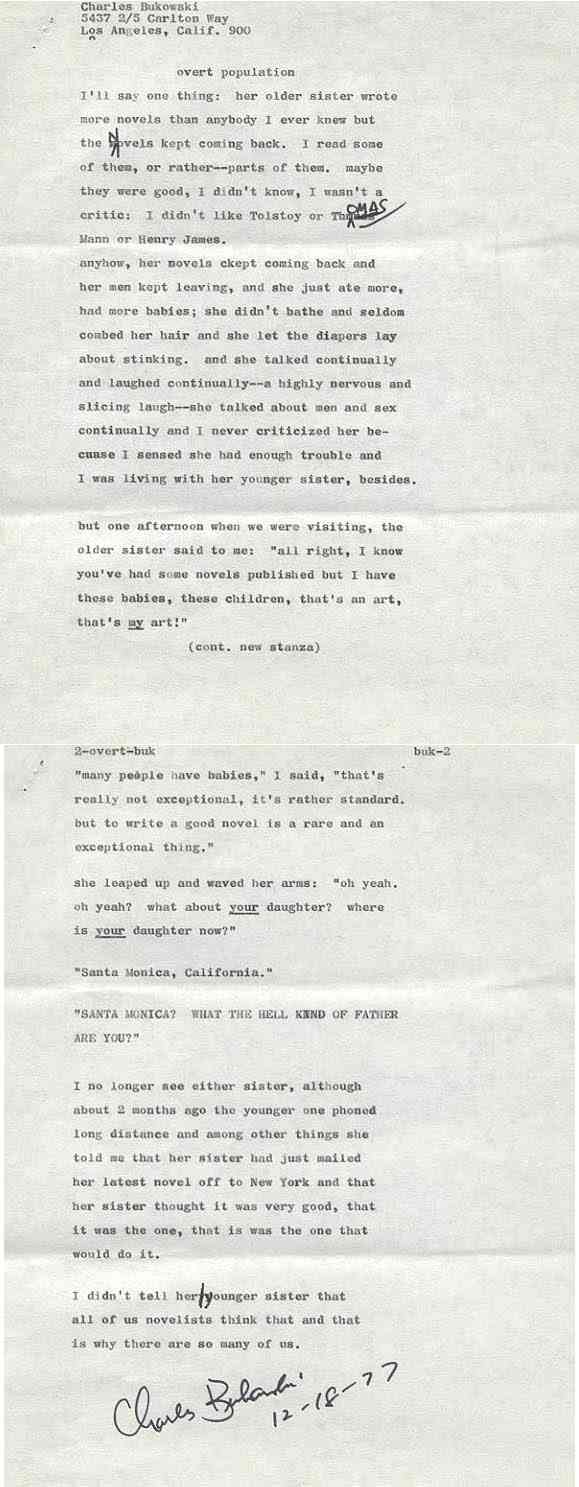 Charles Bukowski
5437 2/5 Carlton Way
Los Angeles, Calif. 900
overt population
I'll say one thing: her older sister wrote
more novels than anybody I ever knew but
the Novels kept coming back. I read some
of them, or rather--parts of them. maybe
they were good, I didn't know, I wasn't a
critic: I didn't like Tolstoy or ThOMAS
Mann or Henry James.
anyhow, her novels ckept coming back and
her men kept leaving, and she just ate more,
had more babies; she didn't bathe and seldom
combed her hair and she let the diapers lay
about stinking. and she talked continually
and laughed continually--a highly nervous and
slicing laugh--she talked about men and sex
continually and I never criticized her be-
cuase I sensed she had enough trouble and
I was living with her younger sister, besides.
but one afternoon when we were visiting, the
older sister said to me: "all right, I know
you've had some novels published but I have
these babies, these children, that's an art,
that's my art!"
(cont. new stanza)
2-overt-buk buk-2
"many people have babies," I said, "that's
really not exceptional, it's rather standard.
but to write a good novel is a rare and an
exceptional thing."
she leaped up and waved her arms: "oh yeah.
oh yeah? what about your daughter? where
is your daughter now?"
"Santa Monica, California."
"SANTA MONICA? WHAT THE HELL KIND OF FATHER
ARE YOU?"
I no longer see either sister, although
about 2 months ago the younger one phoned
long distance and among other things she
told me that her sister had just mailed
her latest novel off to New York and that
her sister thought it was very good, that
it was the one, that is was the one that
would do it.
I didn't tell her younger sister that
all of us novelists think that and that
is why there are so many of us.
Charles Bukowski
12-18-77